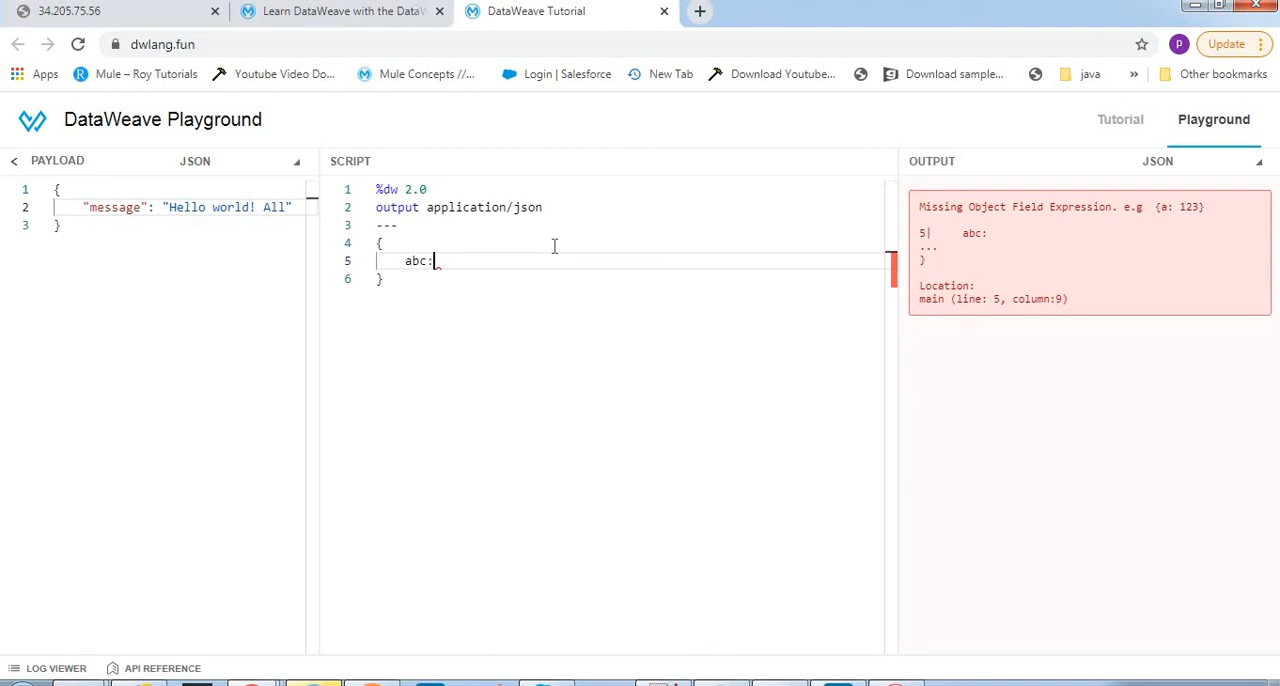 34.205.75.56
Learn DataWeave with the DataW
DataWeave Tutorial
dwlang.fun
Update
Apps
Mule – Roy Tutorials
Youtube Video Do...
Mule Concepts //...
Login | Salesforce
New Tab
Download Youtube...
Download sample...
java
»
Other bookmarks
DataWeave Playground
Tutorial
Playground
PAYLOAD
JSON
1 {
2 "message": "Hello world! All"
3 }
SCRIPT
1 %dw 2.0
2 output application/json
3 ---
4 {
5 abc:
6 }
OUTPUT
JSON
Missing Object Field Expression. e.g {a: 123}
5| abc:
...
}
Location:
main (line: 5, column:9)
LOG VIEWER
API REFERENCE